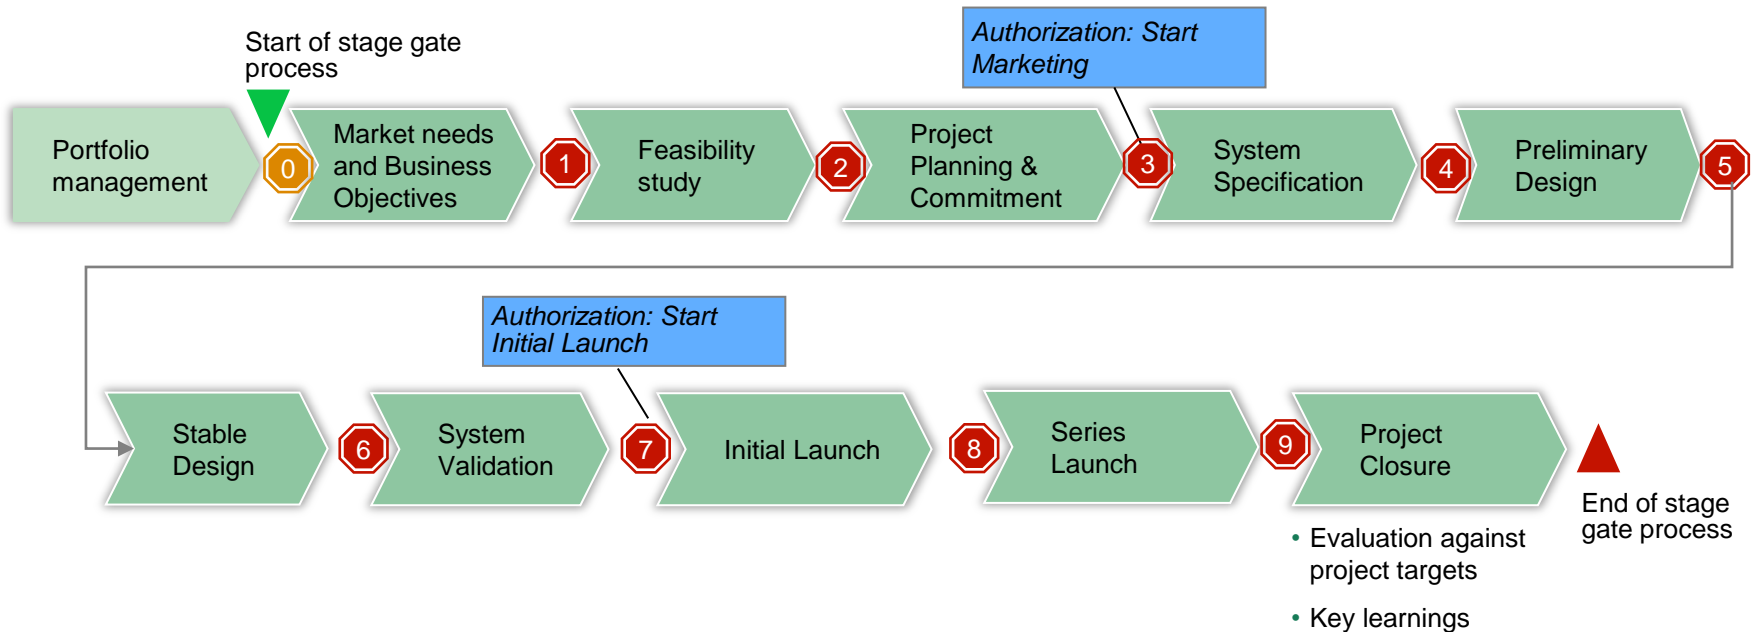 Start of stage gate
process
Authorization: Start
Marketing
Portfolio
management
0
Market needs
and Business
Objectives
1
Feasibility
study
2
Project
Planning &
Commitment
3
System
Specification
4
Preliminary
Design
5
Authorization: Start
Initial Launch
Stable
Design
6
System
Validation
7
Initial Launch
8
Series
Launch
9
Project
Closure
End of stage
gate process
• Evaluation against
project targets
• Key learnings